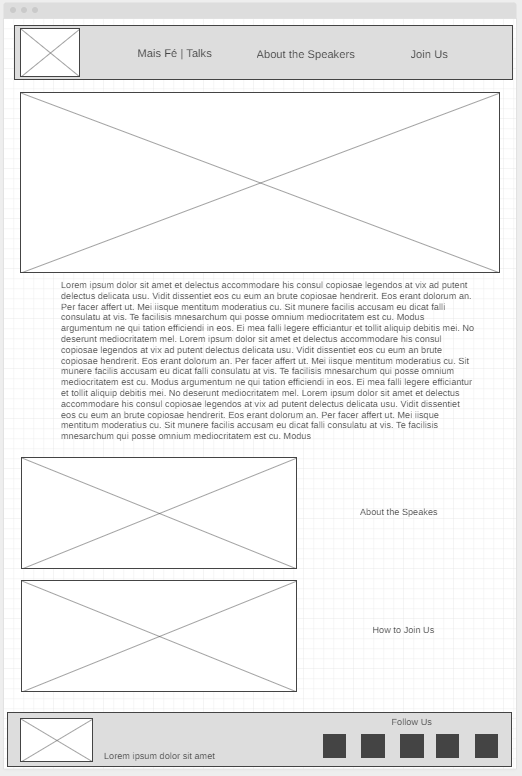 Mais Fé | Talks
About the Speakers
Join Us
Lorem ipsum dolor sit amet et delectus accommodare his consul copiosae legendos at vix ad putent
delectus delicata usu. Vidit dissentiet eos cu eum an brute copiosae hendrerit. Eos erant dolorum an.
Per facer affert ut. Mei iisque mentitum moderatius cu. Sit munere facilis accusam eu dicat falli
consulatu at vis. Te facilisis mnesarchum qui posse omnium mediocritatem est cu. Modus
argumentum ne qui tation efficiendi in eos. Ei mea falli legere efficiantur et tollit aliquip debitis mei. No
deserunt mediocritatem mel. Lorem ipsum dolor sit amet et delectus accommodare his consul
copiosae legendos at vix ad putent delectus delicata usu. Vidit dissentiet eos cu eum an brute
copiosae hendrerit. Eos erant dolorum an. Per facer affert ut. Mei iisque mentitum moderatius cu. Sit
munere facilis accusam eu dicat falli consulatu at vis. Te facilisis mnesarchum qui posse omnium
mediocritatem est cu. Modus argumentum ne qui tation efficiendi in eos. Ei mea falli legere efficiantur
et tollit aliquip debitis mei. No deserunt mediocritatem mel. Lorem ipsum dolor sit amet et delectus
accommodare his consul copiosae legendos at vix ad putent delectus delicata usu. Vidit dissentiet
eos cu eum an brute copiosae hendrerit. Eos erant dolorum an. Per facer affert ut. Mei iisque
mentitum moderatius cu. Sit munere facilis accusam eu dicat falli consulatu at vis. Te facilisis
mnesarchum qui posse omnium mediocritatem est cu. Modus
About the Speakes
How to Join Us
Follow Us
Lorem ipsum dolor sit amet